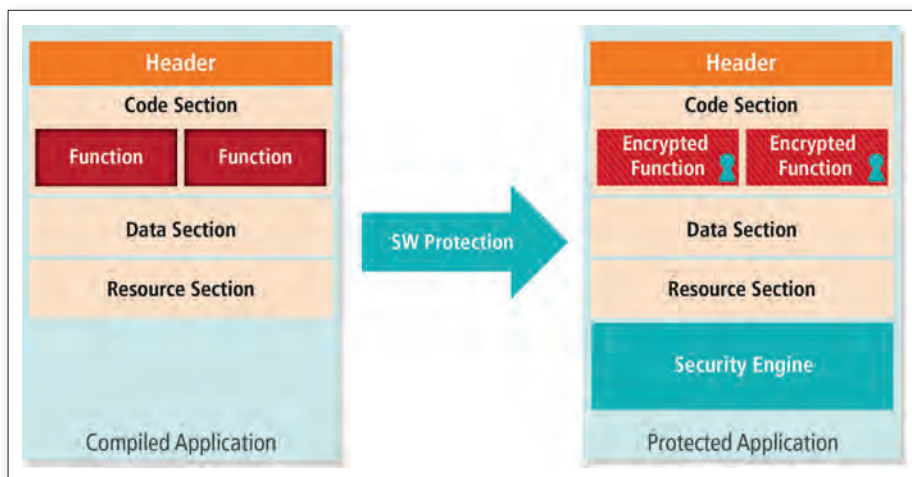 Header
Code Section
Function
Function
Data Section
Resource Section
Compiled Application
SW Protection
Header
Code Section
Encrypted
Function
Encrypted
Function
Data Section
Resource Section
Security Engine
Protected Application